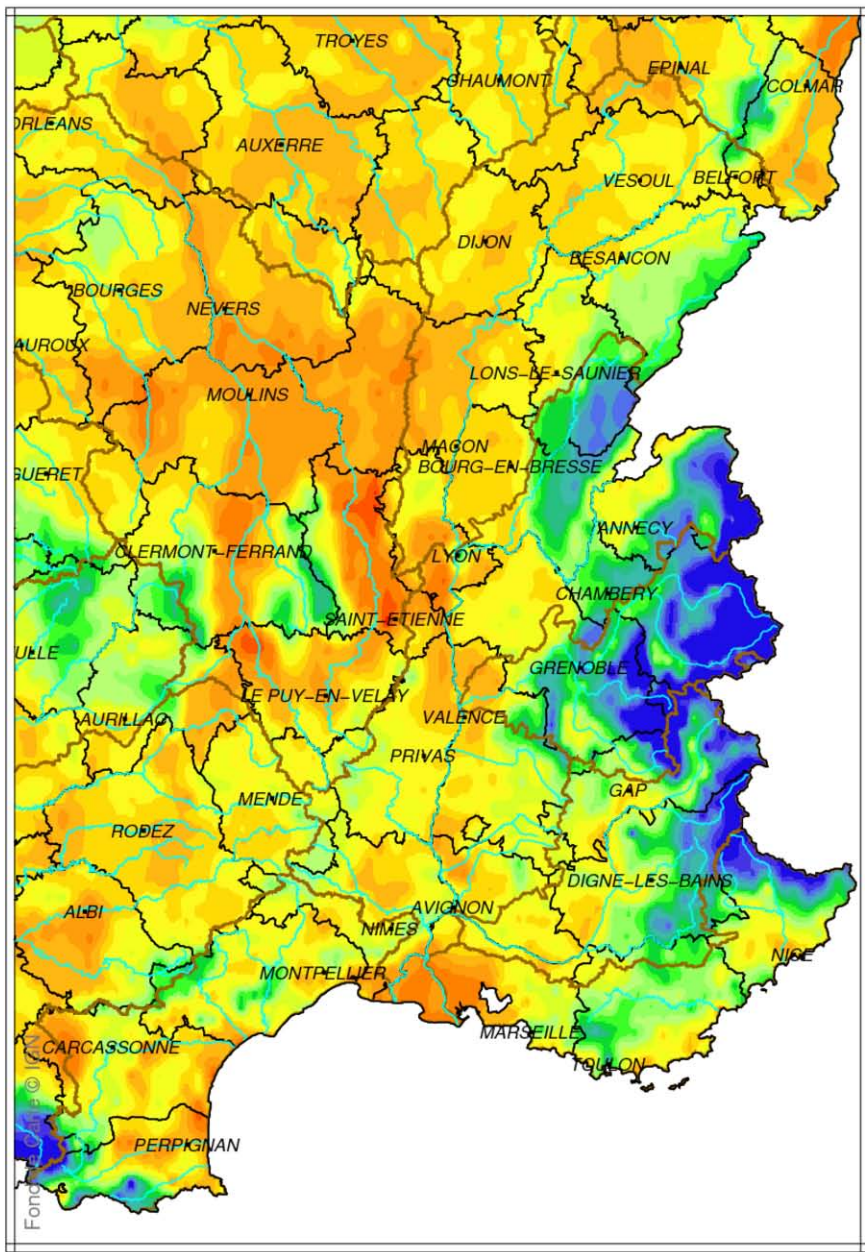 TROYES
CHAUMONT
EPINAL
COLMAR
ORLEANS
AUXERRE
VESOUL
BELFORT
DIJON
BESANCON
BOURGES
NEVERS
AUROUX
LONS-LE-SAUNIER
MOULINS
MACON
BOURG-EN-BRESSE
GUERET
ANNECY
CLERMONT-FERRAND
LYON
CHAMBERY
SAINT-ETIENNE
ULLE
GRENOBLE
LE PUY-EN-VELAY
AURILLAC
VALENCE
PRIVAS
GAP
MENDE
RODEZ
DIGNE-LES-BAINS
ALBI
AVIGNON
NIMES
NICE
MONTPELLIER
MARSEILLE
CARCASSONNE
TOULON
PERPIGNAN
Fond de Carte © IGN